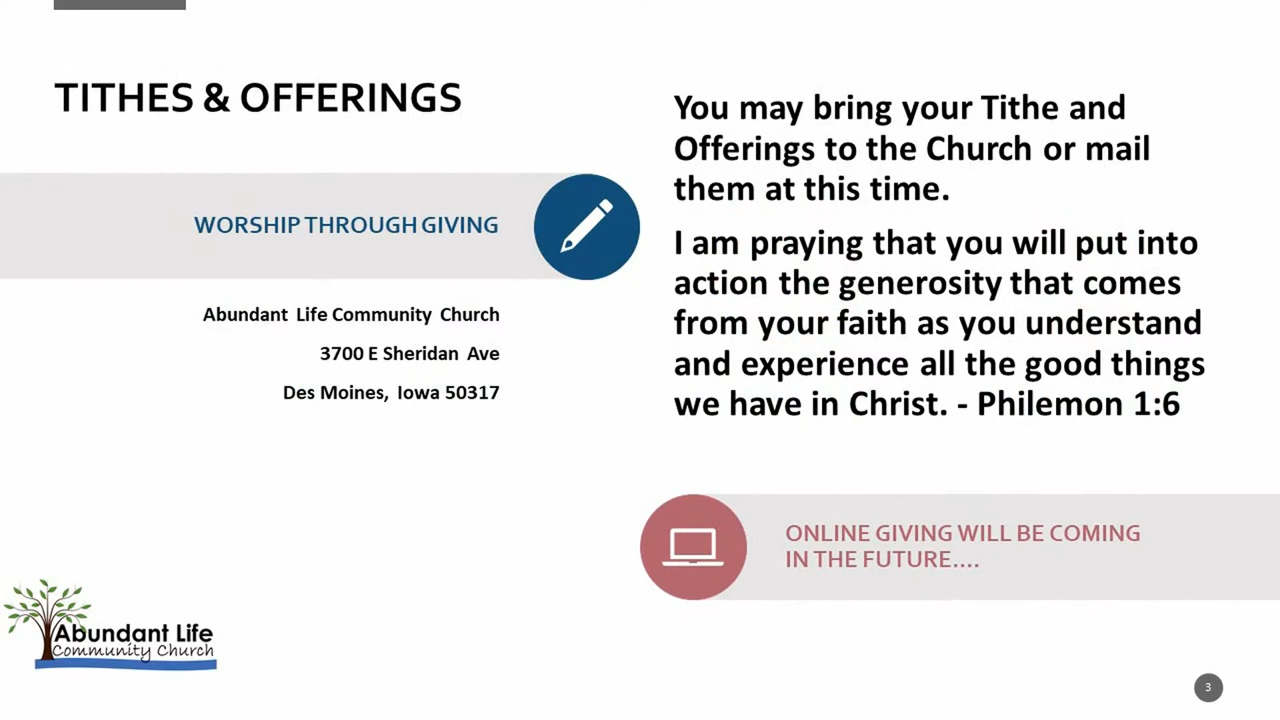 TITHES & OFFERINGS
WORSHIP THROUGH GIVING
Abundant Life Community Church
3700 E Sheridan Ave
Des Moines, Iowa 50317
You may bring your Tithe and
Offerings to the Church or mail
them at this time.
I am praying that you will put into
action the generosity that comes
from your faith as you understand
and experience all the good things
we have in Christ. - Philemon 1:6
ONLINE GIVING WILL BE COMING
IN THE FUTURE....
Abundant Life
Community Church
3